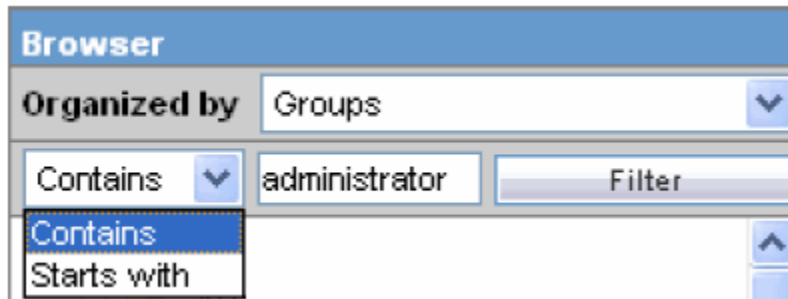 Browser
Organized by Groups
Contains administrator Filter
Contains
Starts with